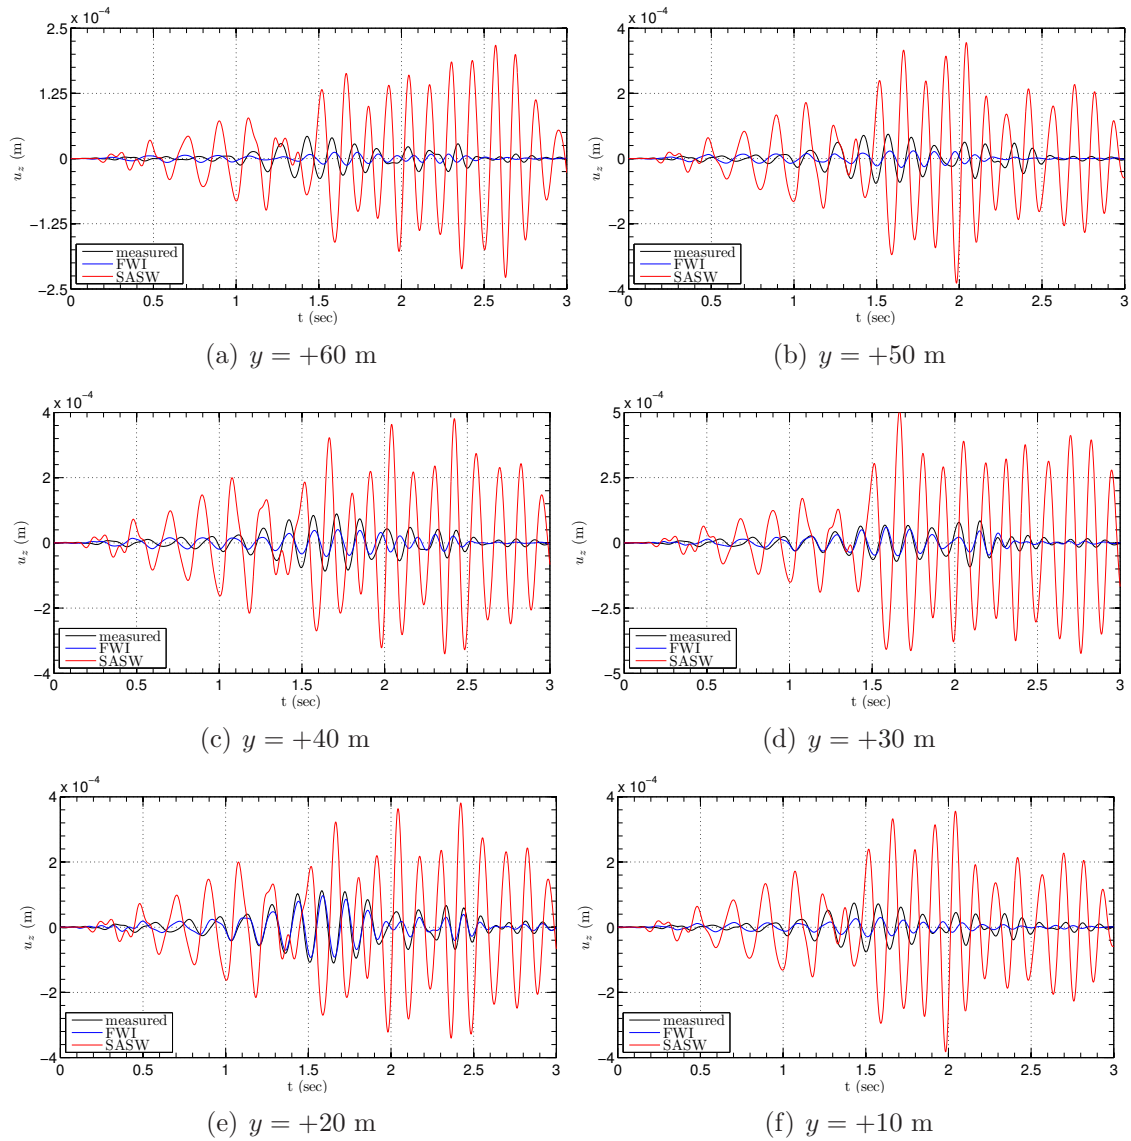 x 10⁻⁴
2.5
1.25
0
−1.25
−2.5
u_z (m)
measured
FWI
SASW
0 0.5 1 1.5 2 2.5 3
t (sec)
(a) y = +60 m
x 10⁻⁴
4
2
0
−2
−4
u_z (m)
measured
FWI
SASW
0 0.5 1 1.5 2 2.5 3
t (sec)
(b) y = +50 m
x 10⁻⁴
4
2
0
−2
−4
u_z (m)
measured
FWI
SASW
0 0.5 1 1.5 2 2.5 3
t (sec)
(c) y = +40 m
x 10⁻⁴
5
2.5
0
−2.5
−5
u_z (m)
measured
FWI
SASW
0 0.5 1 1.5 2 2.5 3
t (sec)
(d) y = +30 m
x 10⁻⁴
4
2
0
−2
−4
u_z (m)
measured
FWI
SASW
0 0.5 1 1.5 2 2.5 3
t (sec)
(e) y = +20 m
x 10⁻⁴
4
2
0
−2
−4
u_z (m)
measured
FWI
SASW
0 0.5 1 1.5 2 2.5 3
t (sec)
(f) y = +10 m